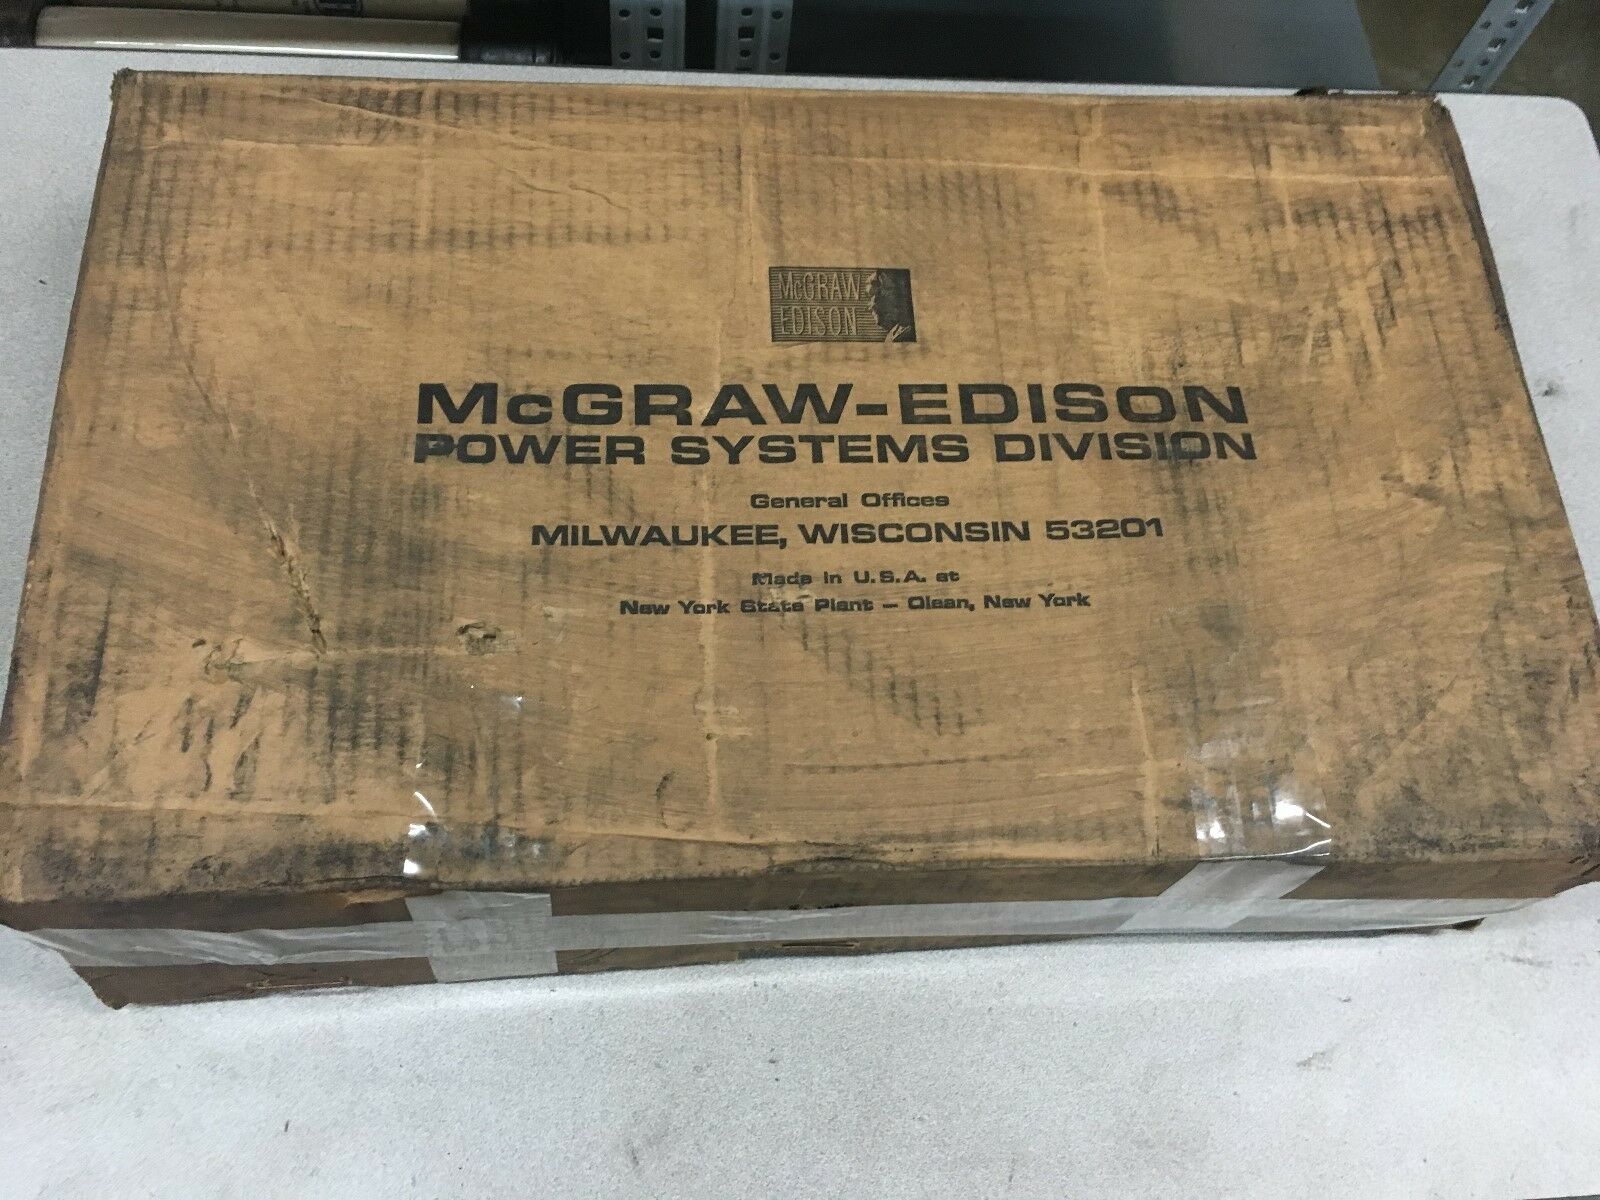 McGRAW
EDISON
McGRAW-EDISON
POWER SYSTEMS DIVISION
General Offices
MILWAUKEE, WISCONSIN 53201
Made in U.S.A. at
New York State Plant — Olean, New York